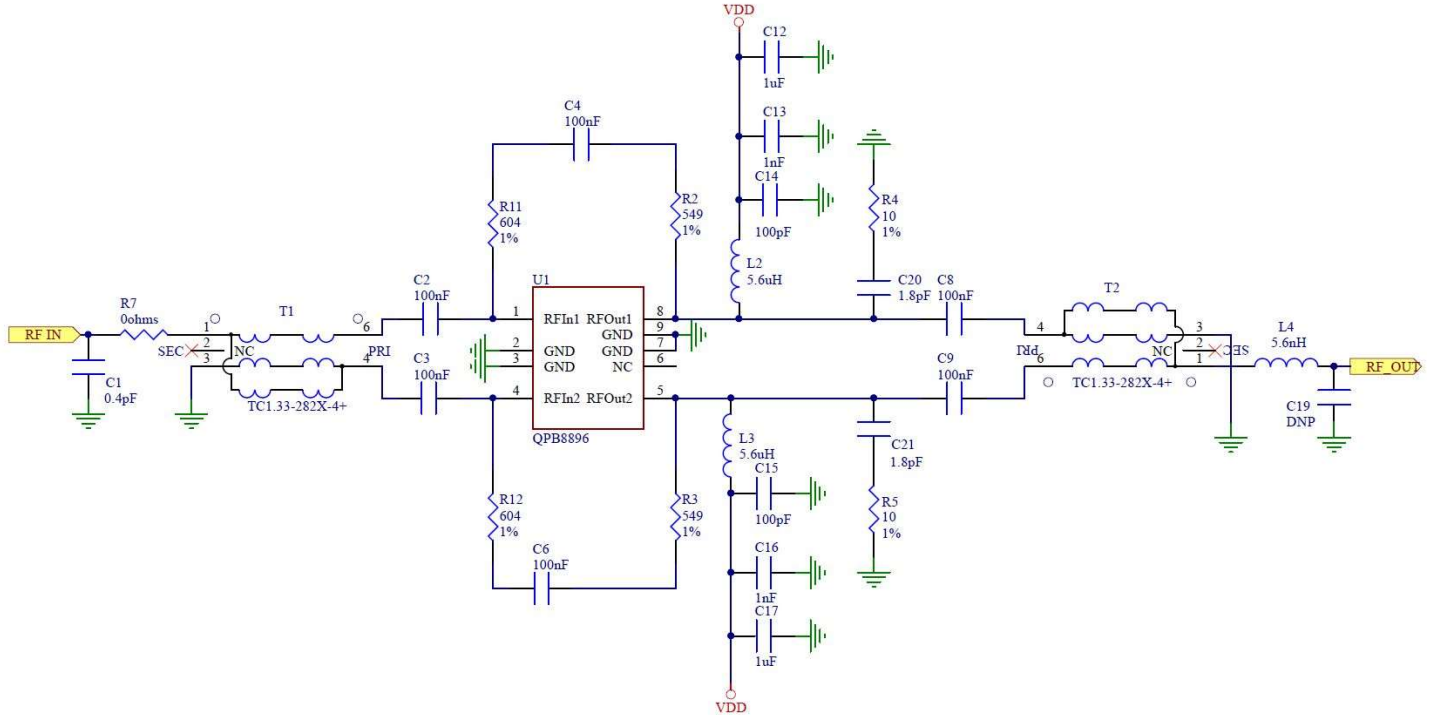 VDD
C12
1uF
C4
100nF
C13
1nF
C14
100pF
R11
604
1%
R2
549
1%
R4
10
1%
L2
5.6uH
C2
100nF
U1
C20
1.8pF
C8
100nF
T2
R7
0ohms
T1
RF IN
1
6
1
RFIn1
RFOut1
8
4
3
L4
5.6nH
SEC
2
NC
PRI
2
GND
GND
9
PRI
NC
2
SEC
3
4
3
GND
GND
7
6
1
RF_OUT
NC
6
C1
0.4pF
TC1.33-282X-4+
C3
100nF
4
RFIn2
RFOut2
5
C9
100nF
TC1.33-282X-4+
C19
DNP
QPB8896
L3
5.6uH
C21
1.8pF
C15
100pF
R12
604
1%
R3
549
1%
R5
10
1%
C6
100nF
C16
1nF
C17
1uF
VDD